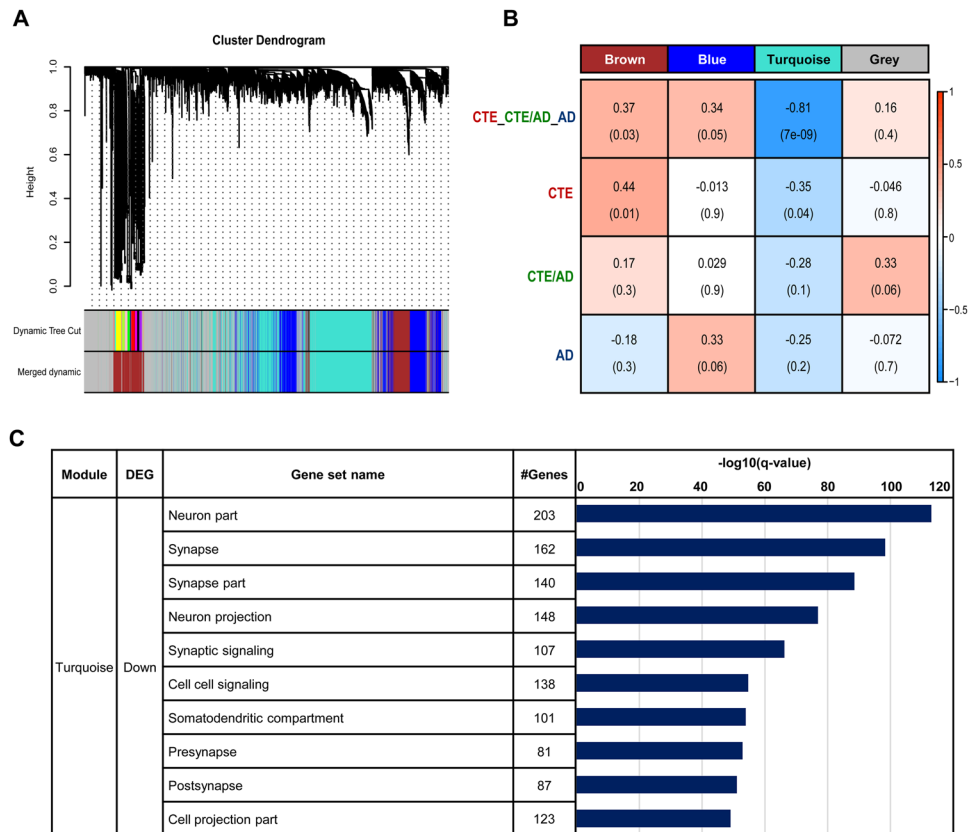 A
Cluster Dendrogram
Height
1.0
0.8
0.6
0.4
0.2
0.0
Dynamic Tree Cut
Merged dynamic
B
Brown Blue Turquoise Grey
CTE_CTE/AD_AD 0.37 0.34 -0.81 0.16
(0.03) (0.05) (7e-09) (0.4)
CTE 0.44 -0.013 -0.35 -0.046
(0.01) (0.9) (0.04) (0.8)
CTE/AD 0.17 0.029 -0.28 0.33
(0.3) (0.9) (0.1) (0.06)
AD -0.18 0.33 -0.25 -0.072
(0.3) (0.06) (0.2) (0.7)
1
0.5
0
-0.5
-1
C
Module DEG Gene set name #Genes -log10(q-value)
0 20 40 60 80 100 120
Turquoise Down
Neuron part 203
Synapse 162
Synapse part 140
Neuron projection 148
Synaptic signaling 107
Cell cell signaling 138
Somatodendritic compartment 101
Presynapse 81
Postsynapse 87
Cell projection part 123